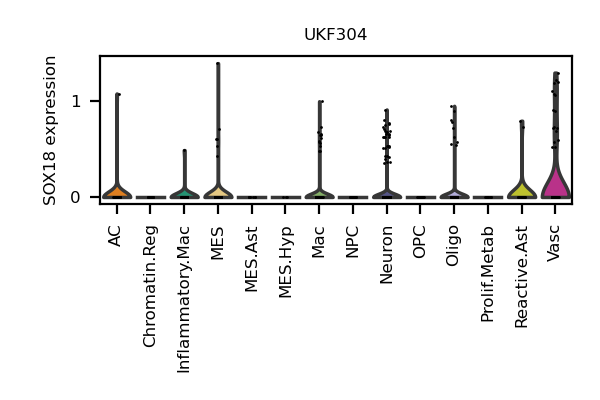 UKF304
SOX18 expression
1
0
AC
Chromatin.Reg
Inflammatory.Mac
MES
MES.Ast
MES.Hyp
Mac
NPC
Neuron
OPC
Oligo
Prolif.Metab
Reactive.Ast
Vasc